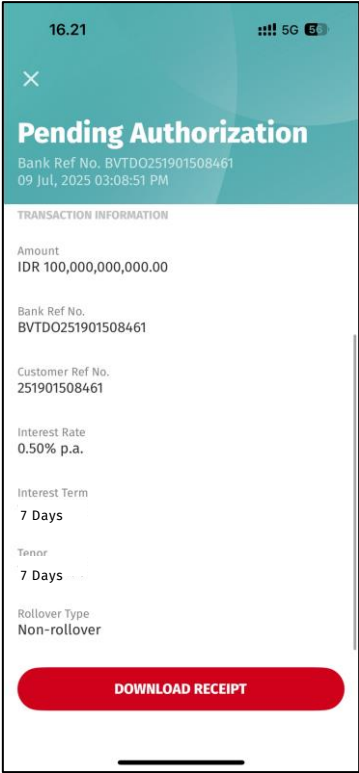 16.21
5G 50
Pending Authorization
Bank Ref No. BVTDO251901508461
09 Jul, 2025 03:08:51 PM
TRANSACTION INFORMATION
Amount
IDR 100,000,000,000.00
Bank Ref No.
BVTDO251901508461
Customer Ref No.
251901508461
Interest Rate
0.50% p.a.
Interest Term
7 Days
Tenor
7 Days
Rollover Type
Non-rollover
DOWNLOAD RECEIPT